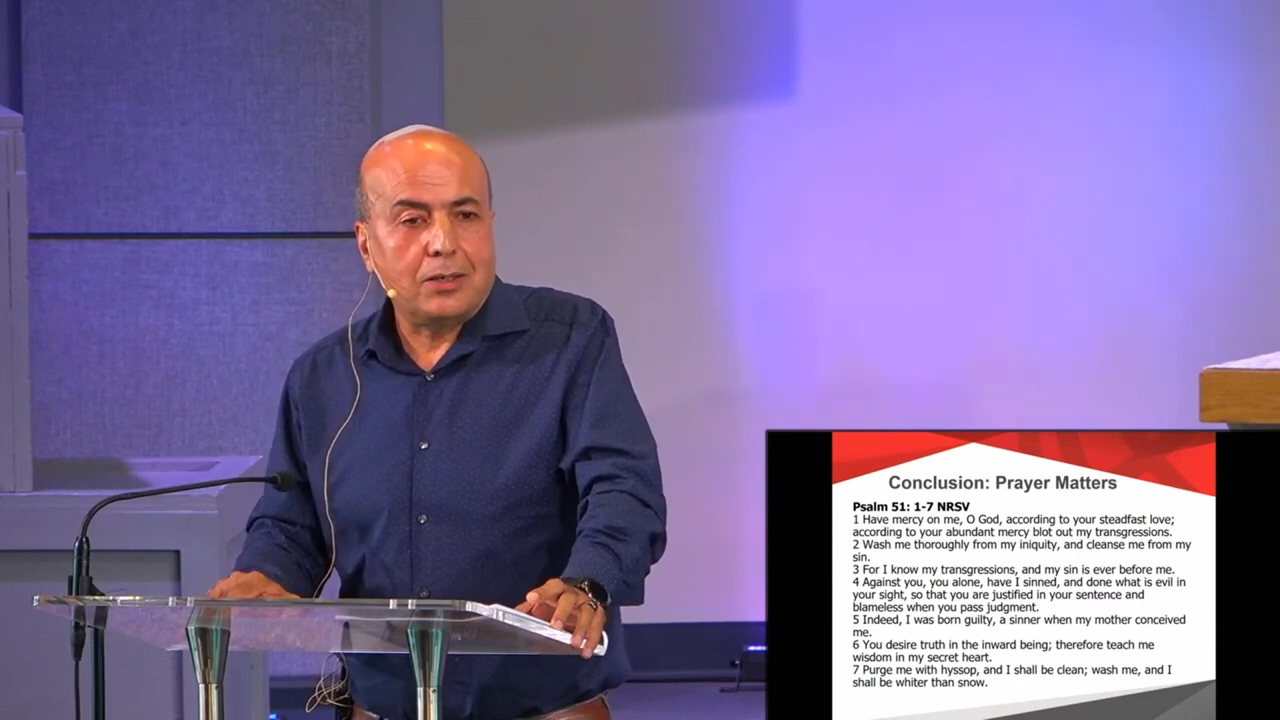 Conclusion: Prayer Matters
Psalm 51: 1-7 NRSV
1 Have mercy on me, O God, according to your steadfast love;
according to your abundant mercy blot out my transgressions.
2 Wash me thoroughly from my iniquity, and cleanse me from my
sin.
3 For I know my transgressions, and my sin is ever before me.
4 Against you, you alone, have I sinned, and done what is evil in
your sight, so that you are justified in your sentence and
blameless when you pass judgment.
5 Indeed, I was born guilty, a sinner when my mother conceived
me.
6 You desire truth in the inward being; therefore teach me
wisdom in my secret heart.
7 Purge me with hyssop, and I shall be clean; wash me, and I
shall be whiter than snow.